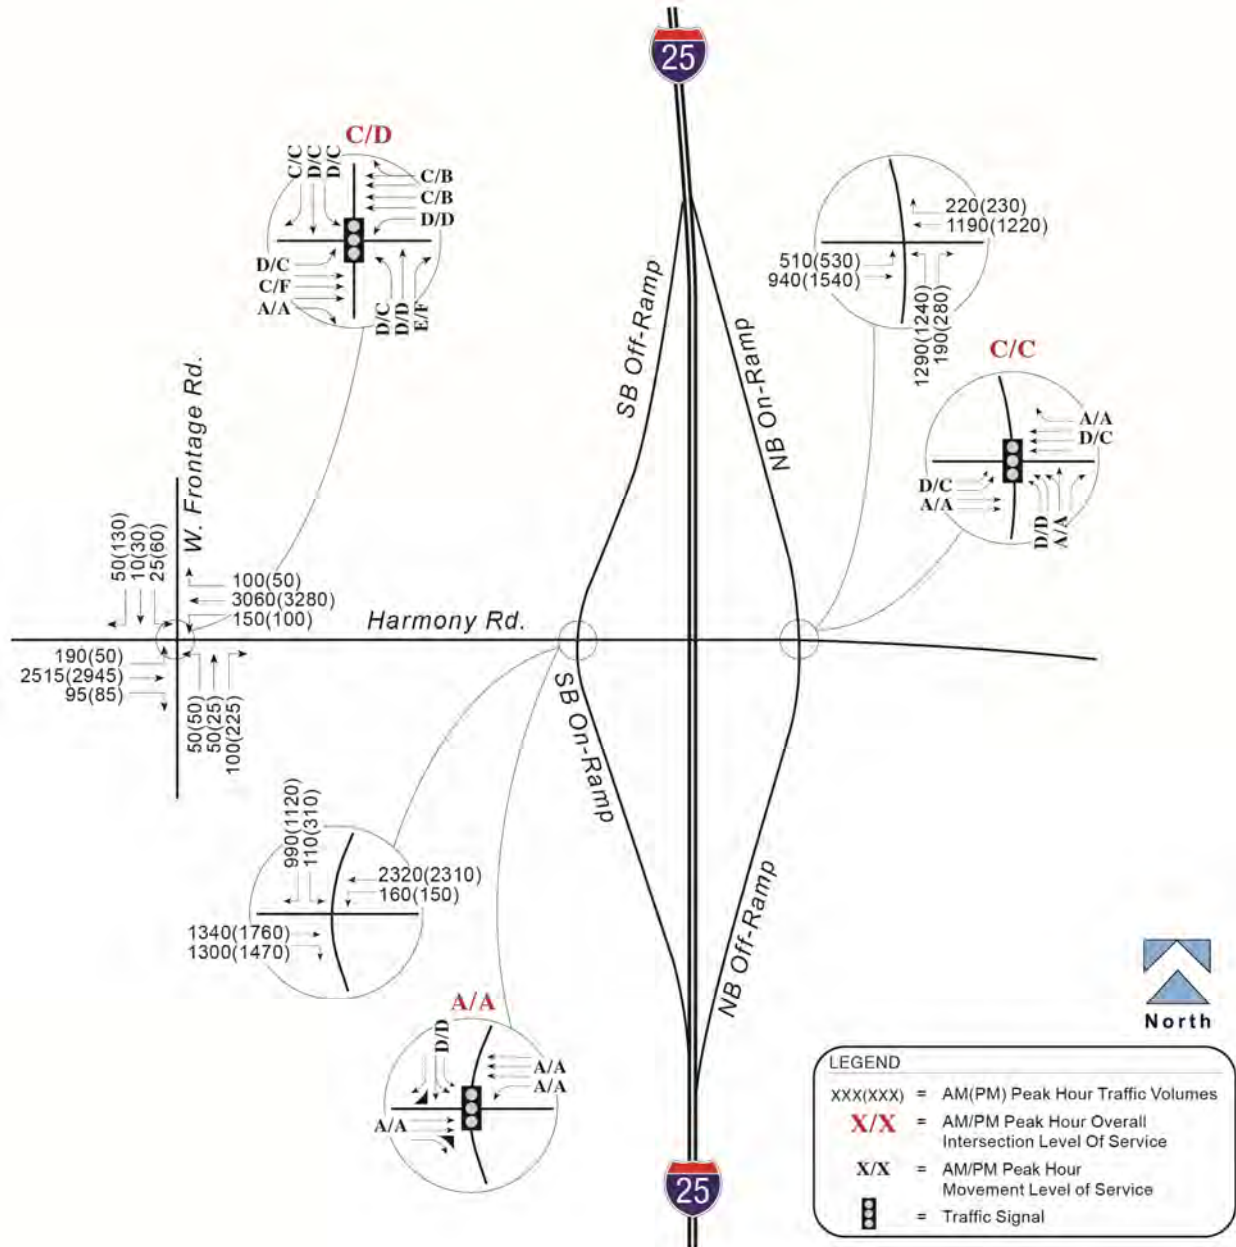 25
C/D
C/C
D/C
D/C
C/B
C/B
D/D
D/C
C/F
A/A
D/C
D/D
E/F
220(230)
1190(1220)
510(530)
940(1540)
1290(1240)
190(280)
C/C
A/A
D/C
D/C
A/A
D/D
A/A
SB Off-Ramp
NB On-Ramp
W. Frontage Rd.
50(130)
10(30)
25(60)
100(50)
3060(3280)
150(100)
Harmony Rd.
190(50)
2515(2945)
95(85)
50(50)
50(25)
100(225)
SB On-Ramp
NB Off-Ramp
990(1120)
110(310)
2320(2310)
160(150)
1340(1760)
1300(1470)
A/A
D/D
A/A
A/A
A/A
25
North
LEGEND
XXX(XXX) = AM(PM) Peak Hour Traffic Volumes
X/X = AM/PM Peak Hour Overall
Intersection Level Of Service
X/X = AM/PM Peak Hour
Movement Level of Service
= Traffic Signal